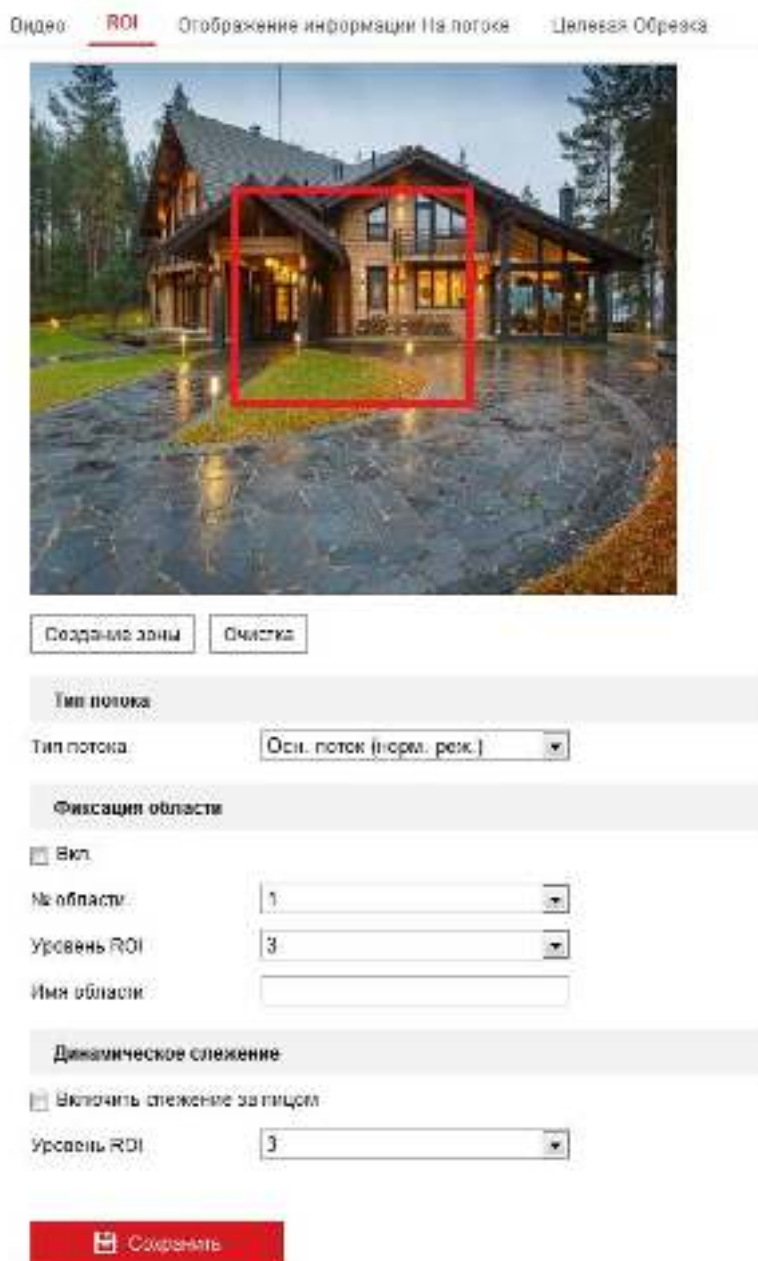 Видео ROI Отображение информации На потоке Целевая Обрезка
Создание зоны Очистка
Тип потока
Тип потока Осн. поток (норм. реж.)
Фиксация области
Вкл.
№ области. 1
Уровень ROI 3
Имя области
Динамическое слежение
Включить слежение за лицом
Уровень ROI 3
Сохранить